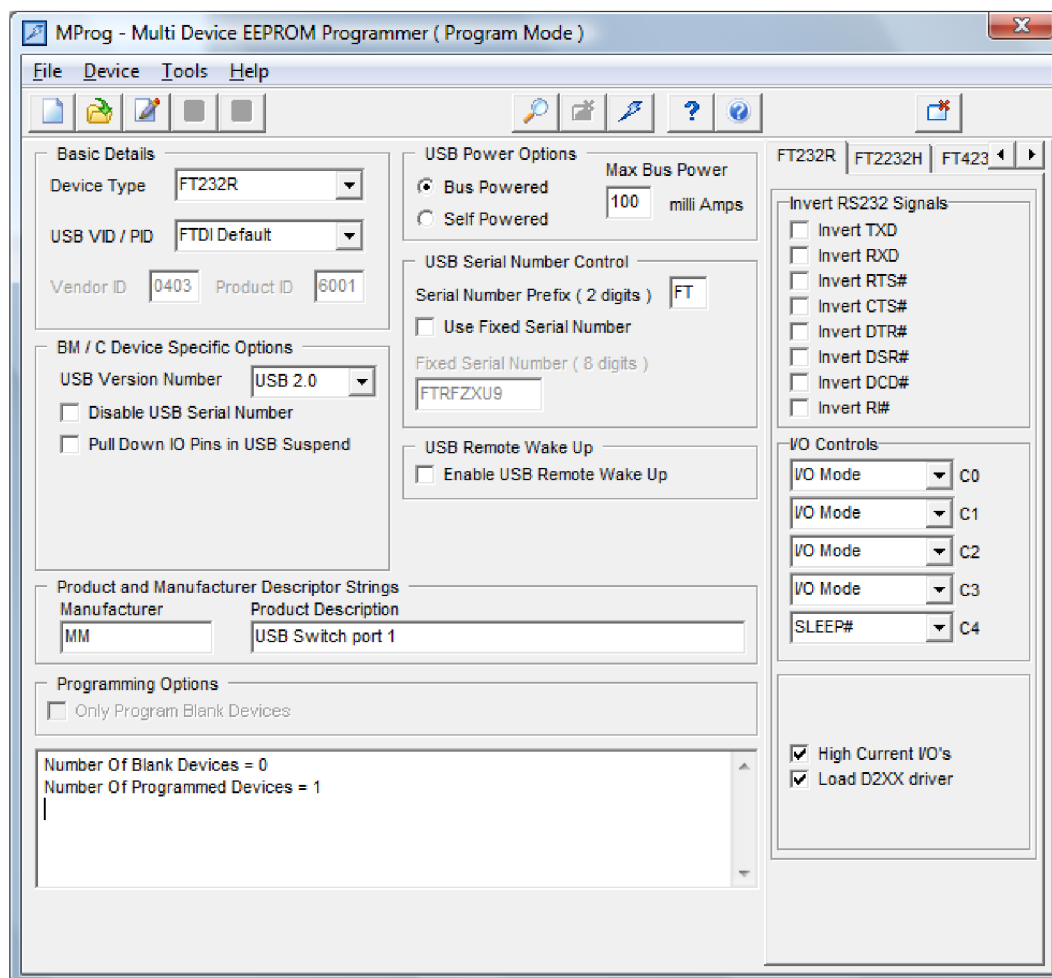 MProg - Multi Device EEPROM Programmer ( Program Mode )
File Device Tools Help
Basic Details
Device Type FT232R
USB VID / PID FTDI Default
Vendor ID 0403 Product ID 6001
BM / C Device Specific Options
USB Version Number USB 2.0
Disable USB Serial Number
Pull Down IO Pins in USB Suspend
USB Power Options
Bus Powered
Self Powered
Max Bus Power
100 milli Amps
USB Serial Number Control
Serial Number Prefix ( 2 digits ) FT
Use Fixed Serial Number
Fixed Serial Number ( 8 digits )
FTRFZXU9
USB Remote Wake Up
Enable USB Remote Wake Up
Product and Manufacturer Descriptor Strings
Manufacturer Product Description
MM USB Switch port 1
Programming Options
Only Program Blank Devices
Number Of Blank Devices = 0
Number Of Programmed Devices = 1
FT232R FT2232H FT423
Invert RS232 Signals
Invert TXD
Invert RXD
Invert RTS#
Invert CTS#
Invert DTR#
Invert DSR#
Invert DCD#
Invert RI#
I/O Controls
I/O Mode C0
I/O Mode C1
I/O Mode C2
I/O Mode C3
SLEEP# C4
High Current I/O's
Load D2XX driver